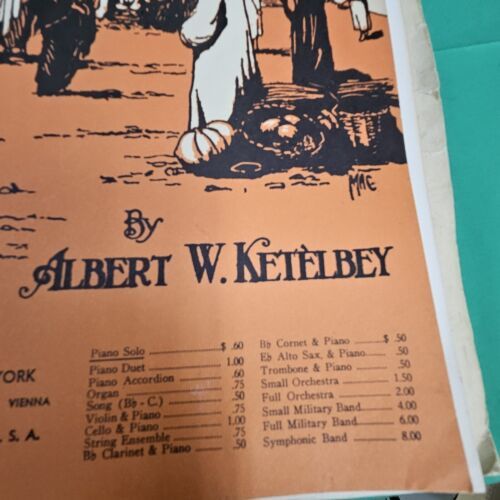 MAE
By
ALBERT W. KETÈLBEY
Piano Solo $ .60
Piano Duet 1.00
Piano Accordion .60
Organ .75
Song (B♭ - C.) .50
Violin & Piano .75
Cello & Piano 1.00
String Ensemble .75
B♭ Clarinet & Piano .50
B♭ Cornet & Piano $ .50
E♭ Alto Sax. & Piano .50
Trombone & Piano .50
Small Orchestra 1.50
Full Orchestra 2.00
Small Military Band 4.00
Full Military Band 6.00
Symphonic Band 8.00
YORK
VIENNA
S. A.